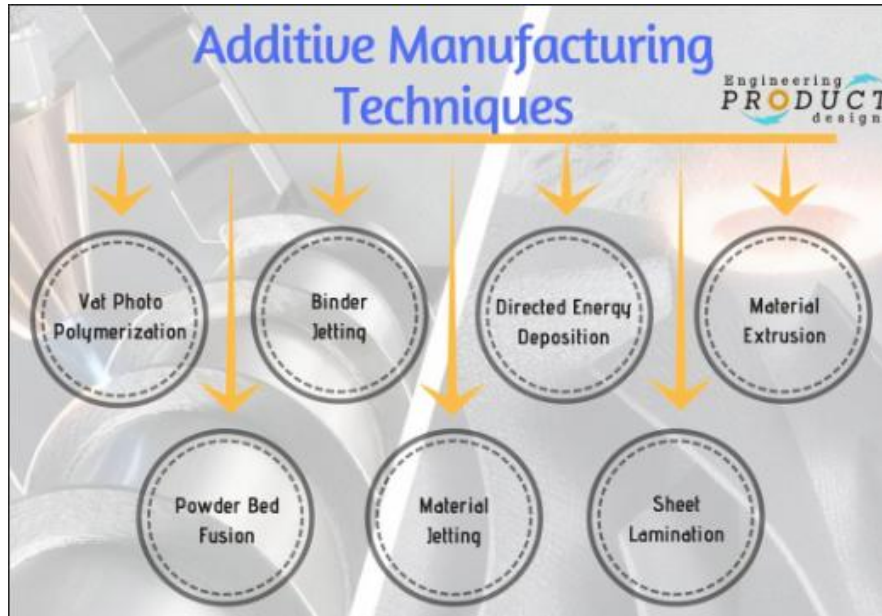 Additive Manufacturing
Techniques
Engineering
PRODUCT
design
Vat Photo
Polymerization
Binder
Jetting
Directed Energy
Deposition
Material
Extrusion
Powder Bed
Fusion
Material
Jetting
Sheet
Lamination